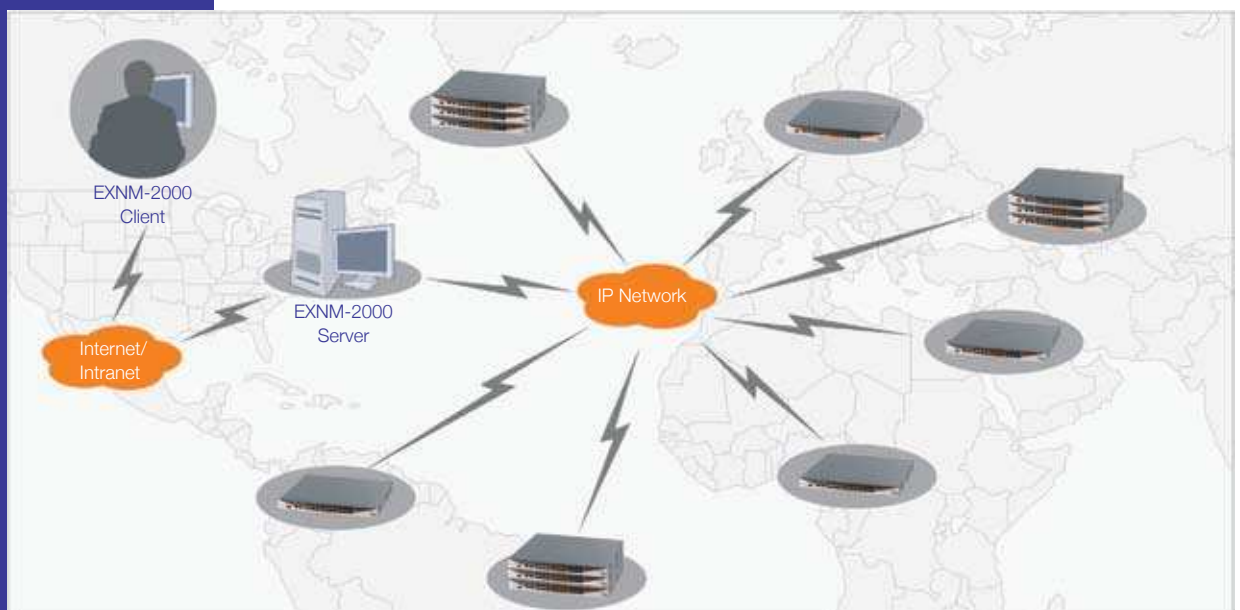 EXNM-2000
Client
EXNM-2000
Server
IP Network
Internet/
Intranet